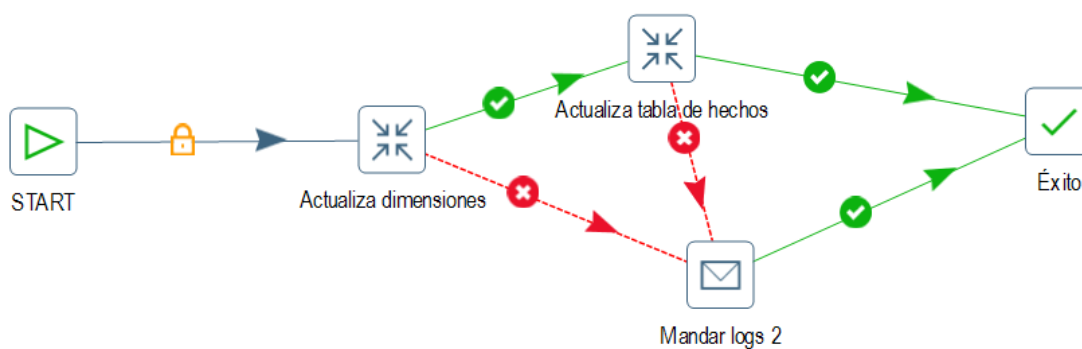 START
Actualiza dimensiones
Actualiza tabla de hechos
Mandar logs 2
Éxito